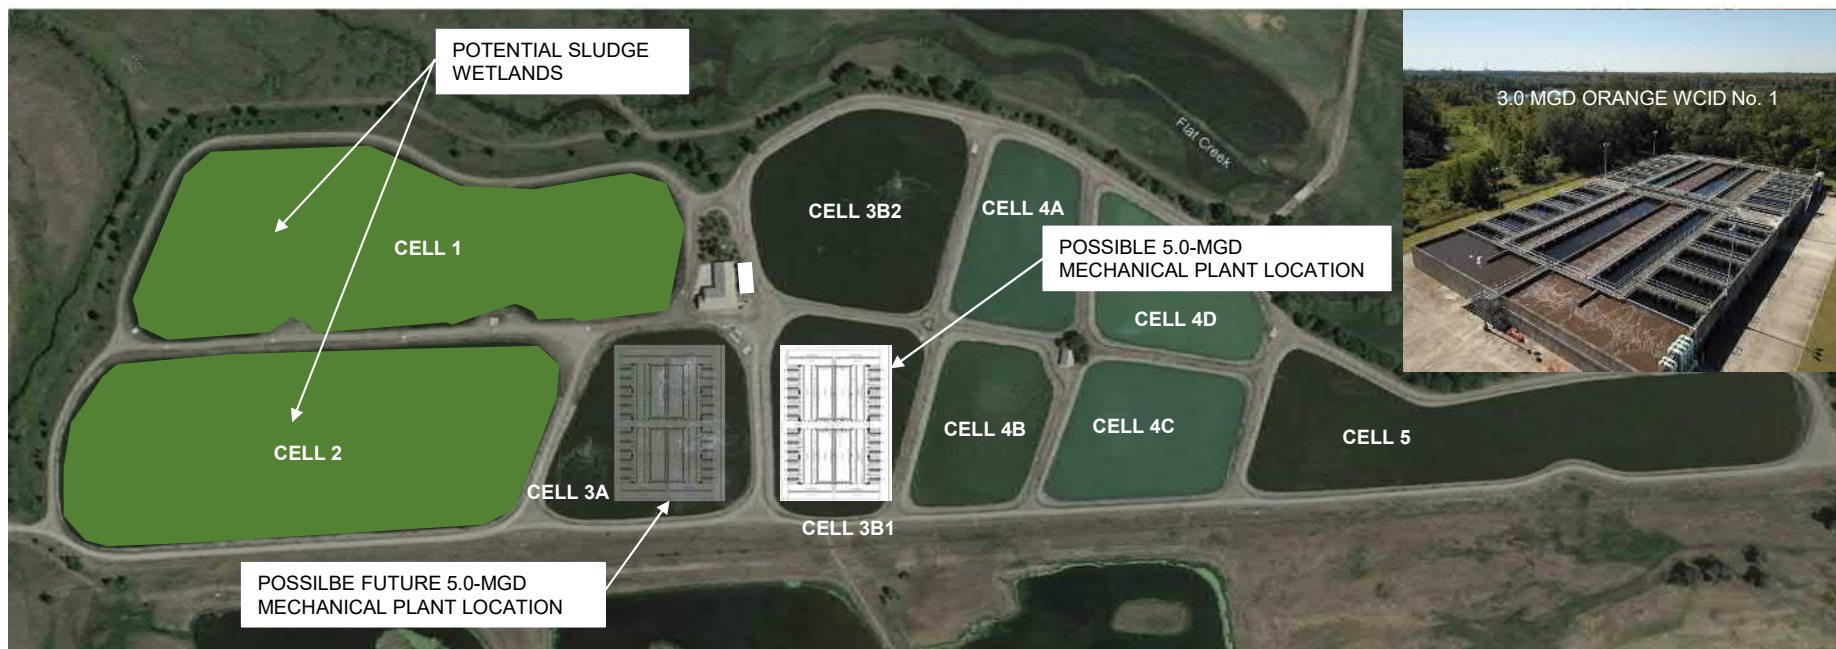 POTENTIAL SLUDGE
WETLANDS
3.0 MGD ORANGE WCID No. 1
Flat Creek
CELL 3B2
CELL 4A
CELL 1
POSSIBLE 5.0-MGD
MECHANICAL PLANT LOCATION
CELL 4D
CELL 2
CELL 3A
CELL 4B
CELL 4C
CELL 5
CELL 3B1
POSSILBE FUTURE 5.0-MGD
MECHANICAL PLANT LOCATION